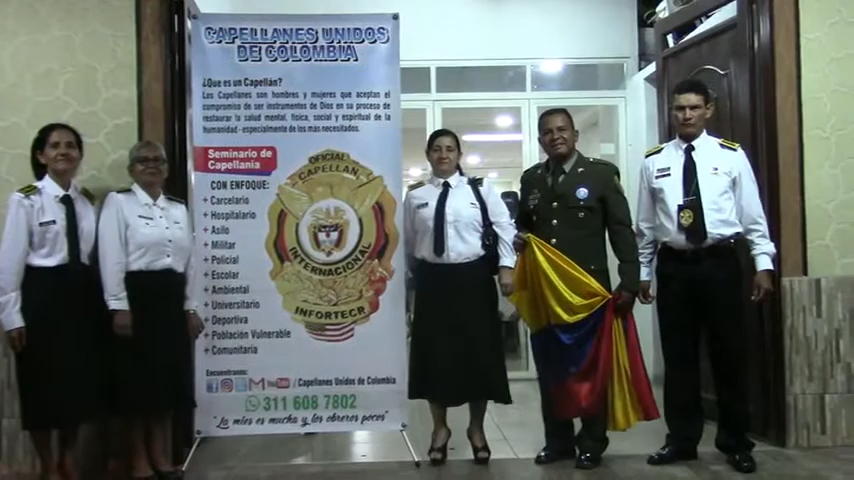 CAPELLANES UNIDOS
DE COLOMBIA
¿Que es un Capellán?
Los Capellanes son hombres y mujeres que aceptan el
compromiso de ser instrumentos de Dios en su proceso de
restaurar la salud mental, física, social y espiritual de la
humanidad - especialmente de los más necesitados.
Seminario de
Capellanía
CON ENFOQUE:
+ Carcelario
+ Hospitalario
+ Asilo
+ Militar
+ Policial
+ Escolar
+ Ambiental
+ Universitario
+ Deportiva
+ Población Vulnerable
+ Comunitaria
OFICIAL
CAPELLAN
INTERNACIONAL
INFORTECR
Encuentranos:
YouTube / Capellanes Unidos de Colombia
311 608 7802
"La mies es mucha y los obreros pocos"